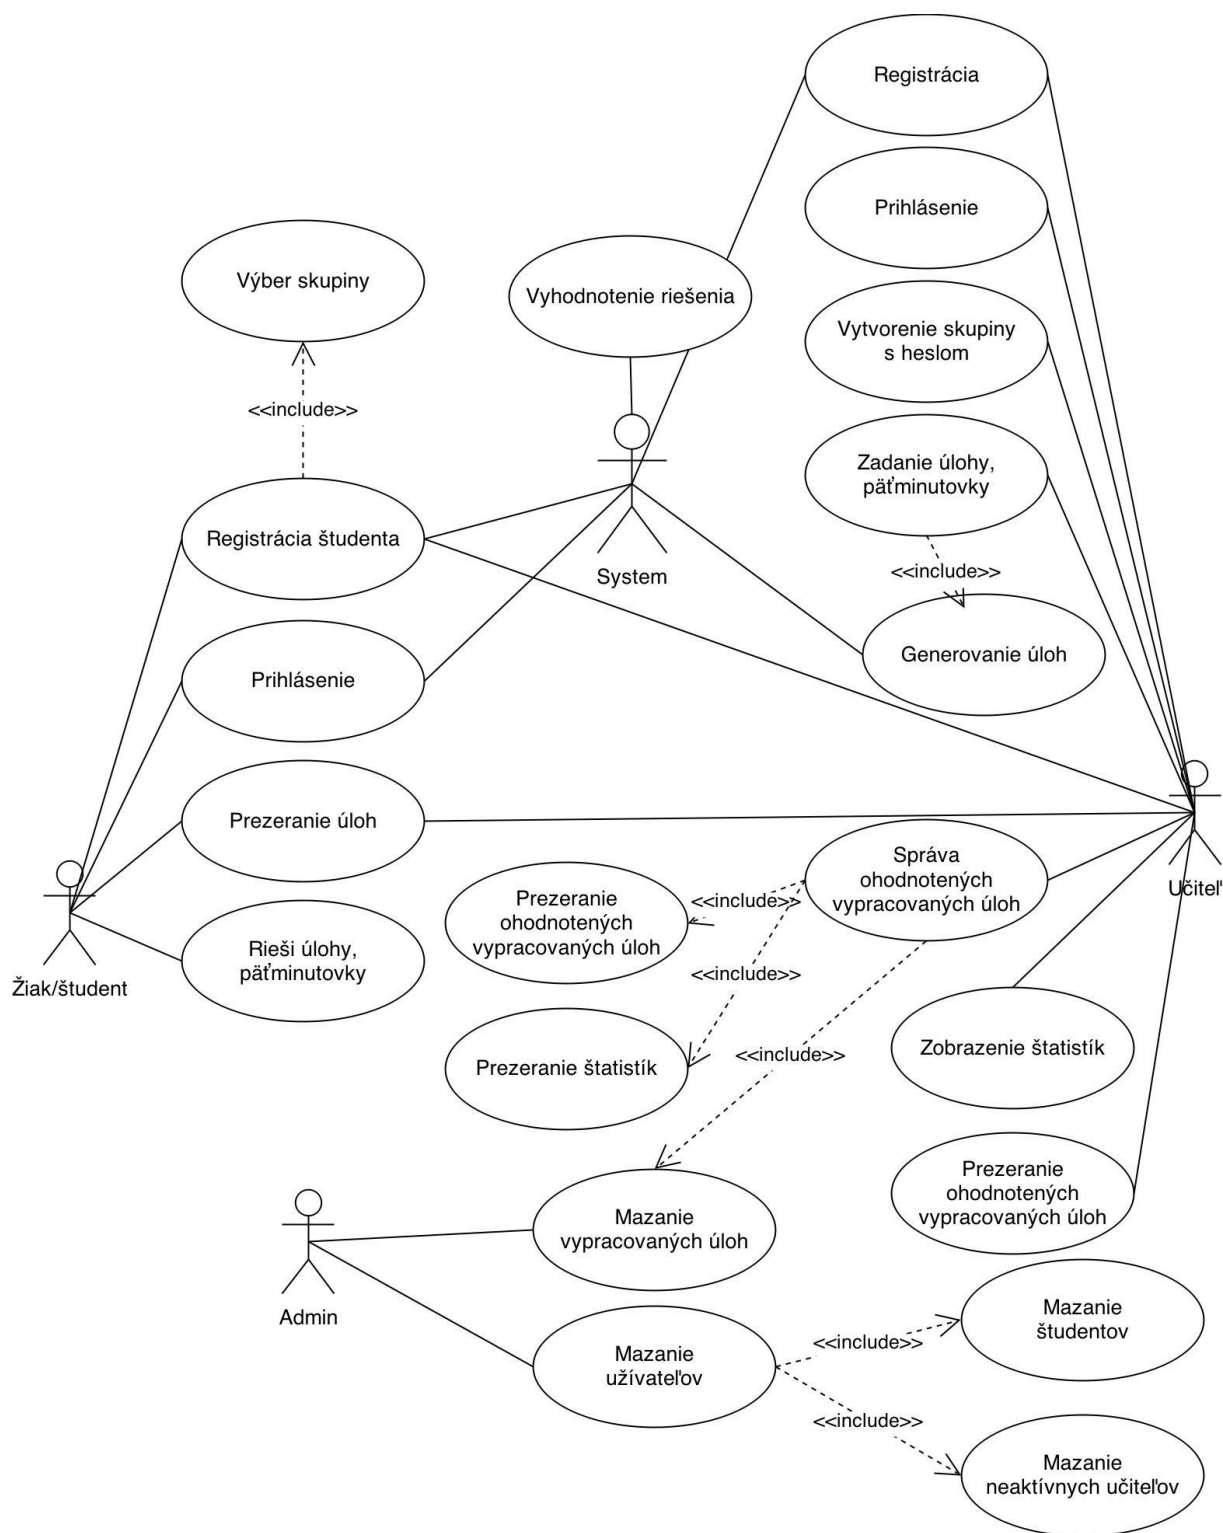 Registrácia
Prihlásenie
Výber skupiny
Vyhodnotenie riešenia
Vytvorenie skupiny
s heslom
<<include>>
Zadanie úlohy,
päťminutovky
Registrácia študenta
System
<<include>>
Generovanie úloh
Prihlásenie
Prezeranie úloh
Správa
ohodnotených
vypracovaných úloh
Učiteľ
Prezeranie
ohodnotených
vypracovaných úloh
<<include>>
Rieši úlohy,
päťminutovky
Žiak/študent
<<include>>
Prezeranie štatistík
<<include>>
Zobrazenie štatistík
Prezeranie
ohodnotených
vypracovaných úloh
Mazanie
vypracovaných úloh
Admin
Mazanie
študentov
<<include>>
Mazanie
užívateľov
<<include>>
Mazanie
neaktívnych učiteľov